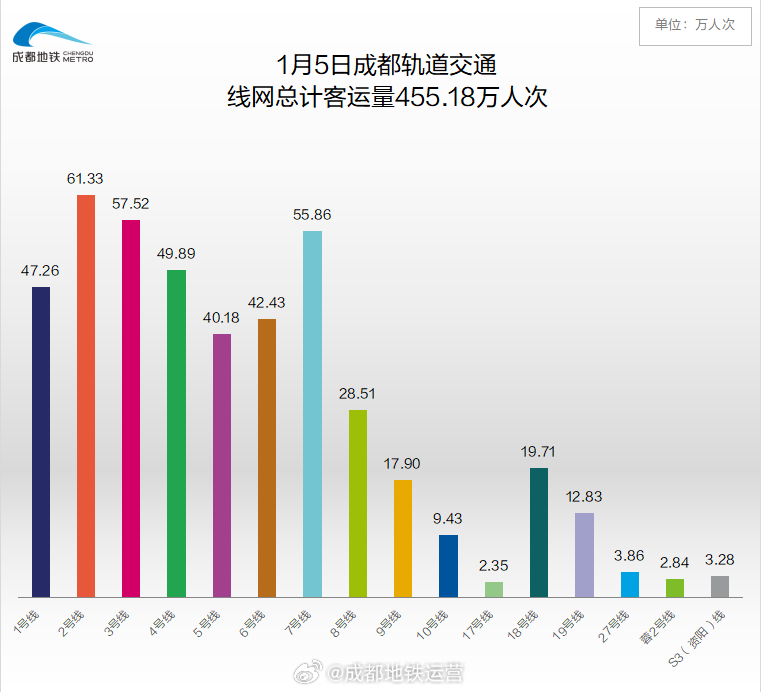 单位：万人次
成都地铁 CHENGDU METRO
1月5日成都轨道交通
线网总计客运量455.18万人次
47.26
61.33
57.52
49.89
40.18
42.43
55.86
28.51
17.90
9.43
2.35
19.71
12.83
3.86
2.84
3.28
1号线
2号线
3号线
4号线
5号线
6号线
7号线
8号线
9号线
10号线
17号线
18号线
19号线
27号线
蓉2号线
S3（资阳）线
@成都地铁运营